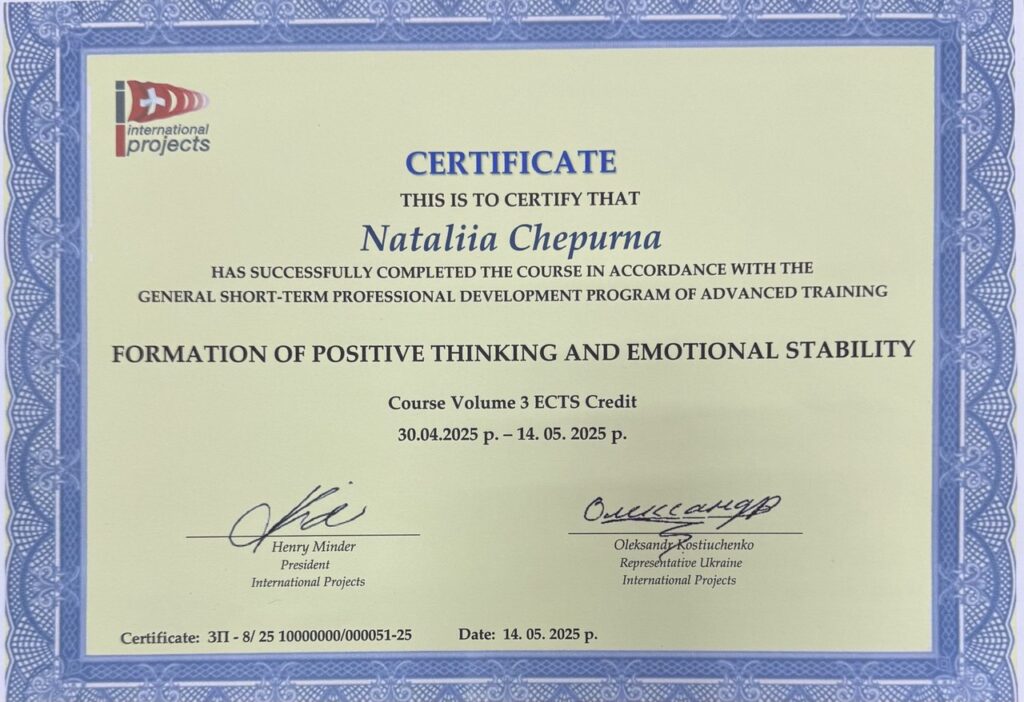 international
projects
CERTIFICATE
THIS IS TO CERTIFY THAT
Nataliia Chepurna
HAS SUCCESSFULLY COMPLETED THE COURSE IN ACCORDANCE WITH THE
GENERAL SHORT-TERM PROFESSIONAL DEVELOPMENT PROGRAM OF ADVANCED TRAINING
FORMATION OF POSITIVE THINKING AND EMOTIONAL STABILITY
Course Volume 3 ECTS Credit
30.04.2025 р. – 14. 05. 2025 р.
Олександр
Henry Minder
President
International Projects
Oleksandr Kostiuchenko
Representative Ukraine
International Projects
Certificate: ЗП - 8/ 25 10000000/000051-25
Date: 14. 05. 2025 р.